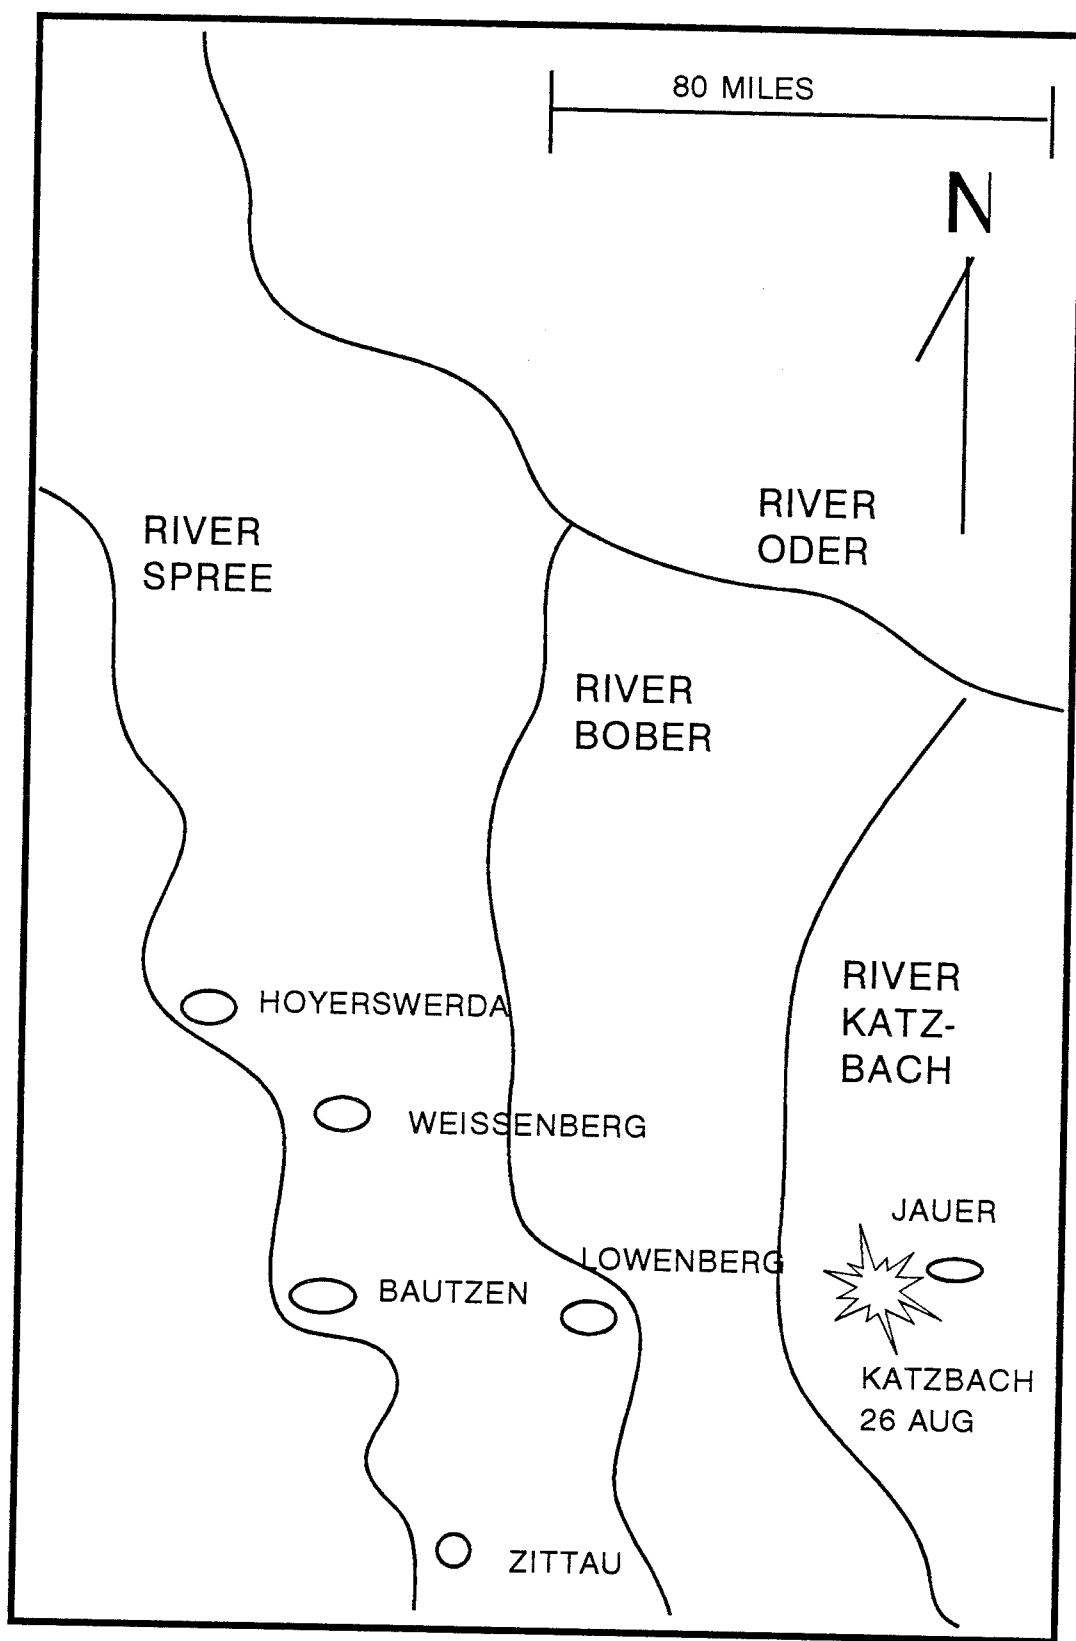 80 MILES
N
RIVER
ODER
RIVER
SPREE
RIVER
BOBER
RIVER
KATZ-
BACH
HOYERSWERDA
WEISSENBERG
JAUER
LOWENBERG
BAUTZEN
KATZBACH
26 AUG
ZITTAU